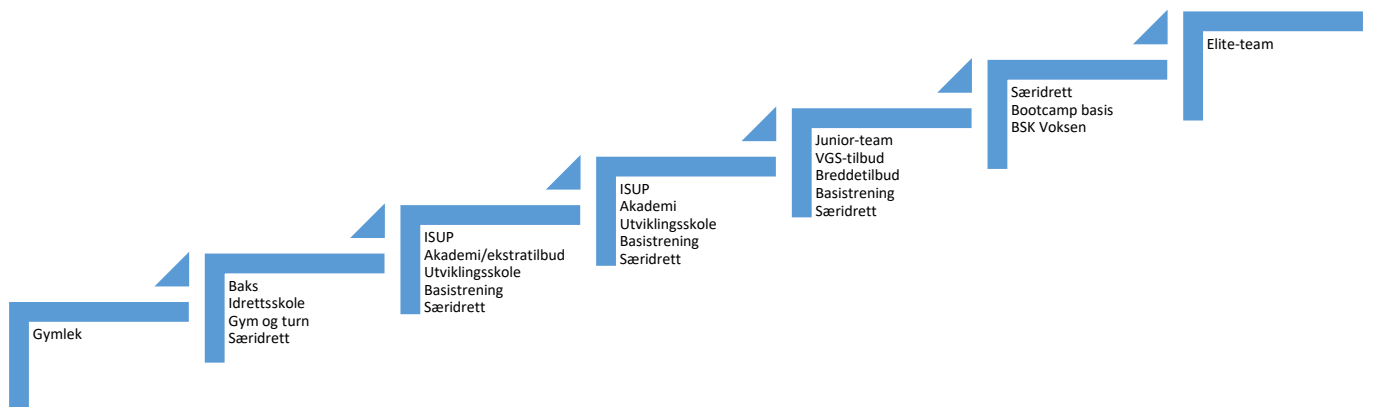 Gymlek
Baks
Idrettsskole
Gym og turn
Særidrett
ISUP
Akademi/ekstratilbud
Utviklingsskole
Basistrening
Særidrett
ISUP
Akademi
Utviklingsskole
Basistrening
Særidrett
Junior-team
VGS-tilbud
Breddetilbud
Basistrening
Særidrett
Særidrett
Bootcamp basis
BSK Voksen
Elite-team